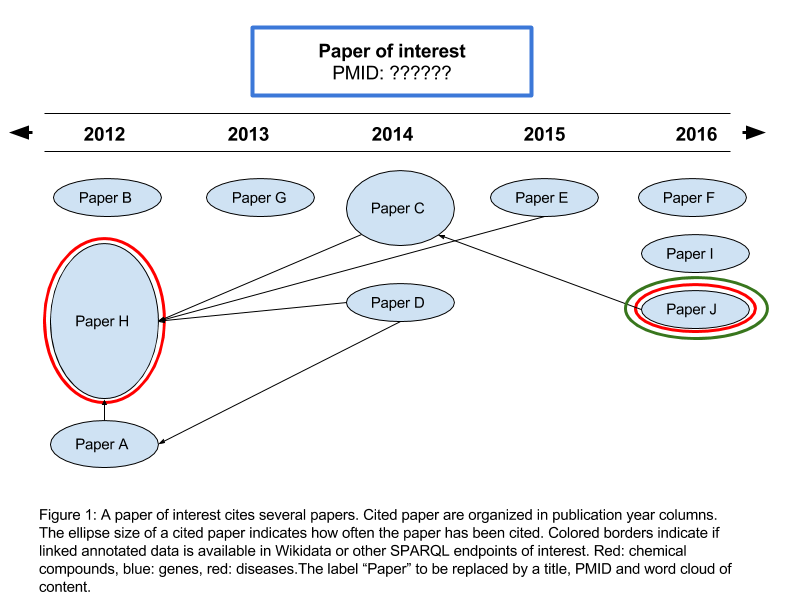 Paper of interest
PMID: ??????
2012 2013 2014 2015 2016
Paper B Paper G Paper C Paper E Paper F
Paper I
Paper H Paper D Paper J
Paper A
Figure 1: A paper of interest cites several papers. Cited paper are organized in publication year columns.
The ellipse size of a cited paper indicates how often the paper has been cited. Colored borders indicate if
linked annotated data is available in Wikidata or other SPARQL endpoints of interest. Red: chemical
compounds, blue: genes, red: diseases.The label “Paper” to be replaced by a title, PMID and word cloud of
content.